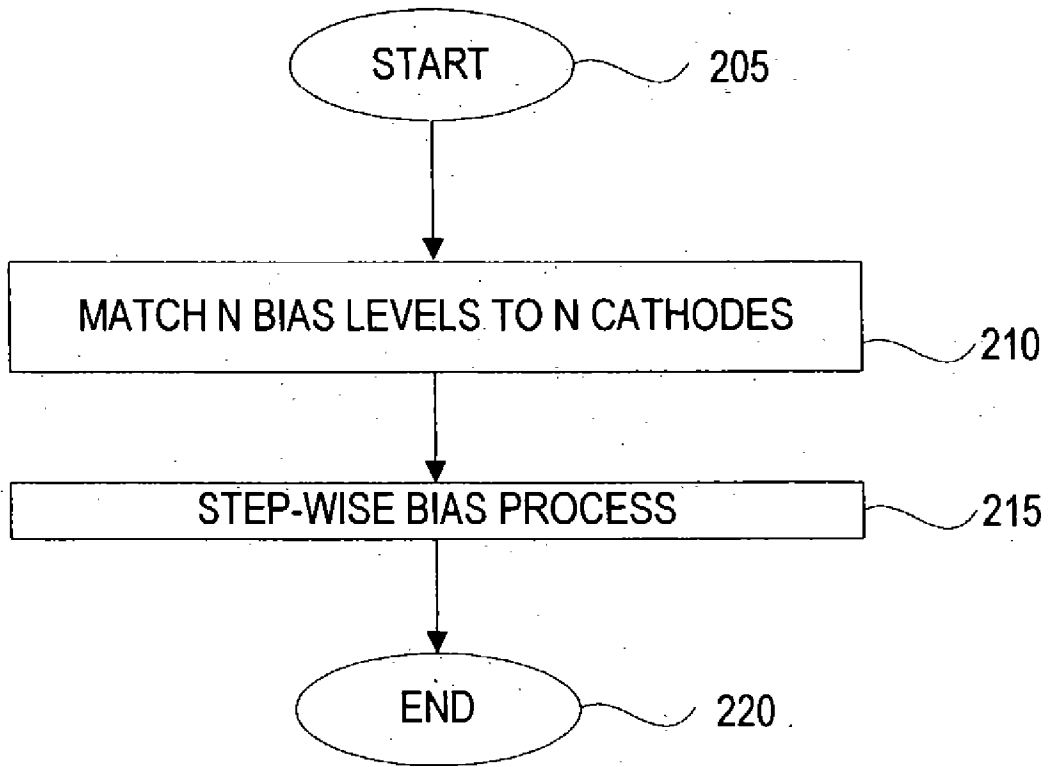 START
205
MATCH N BIAS LEVELS TO N CATHODES
210
STEP-WISE BIAS PROCESS
215
END
220